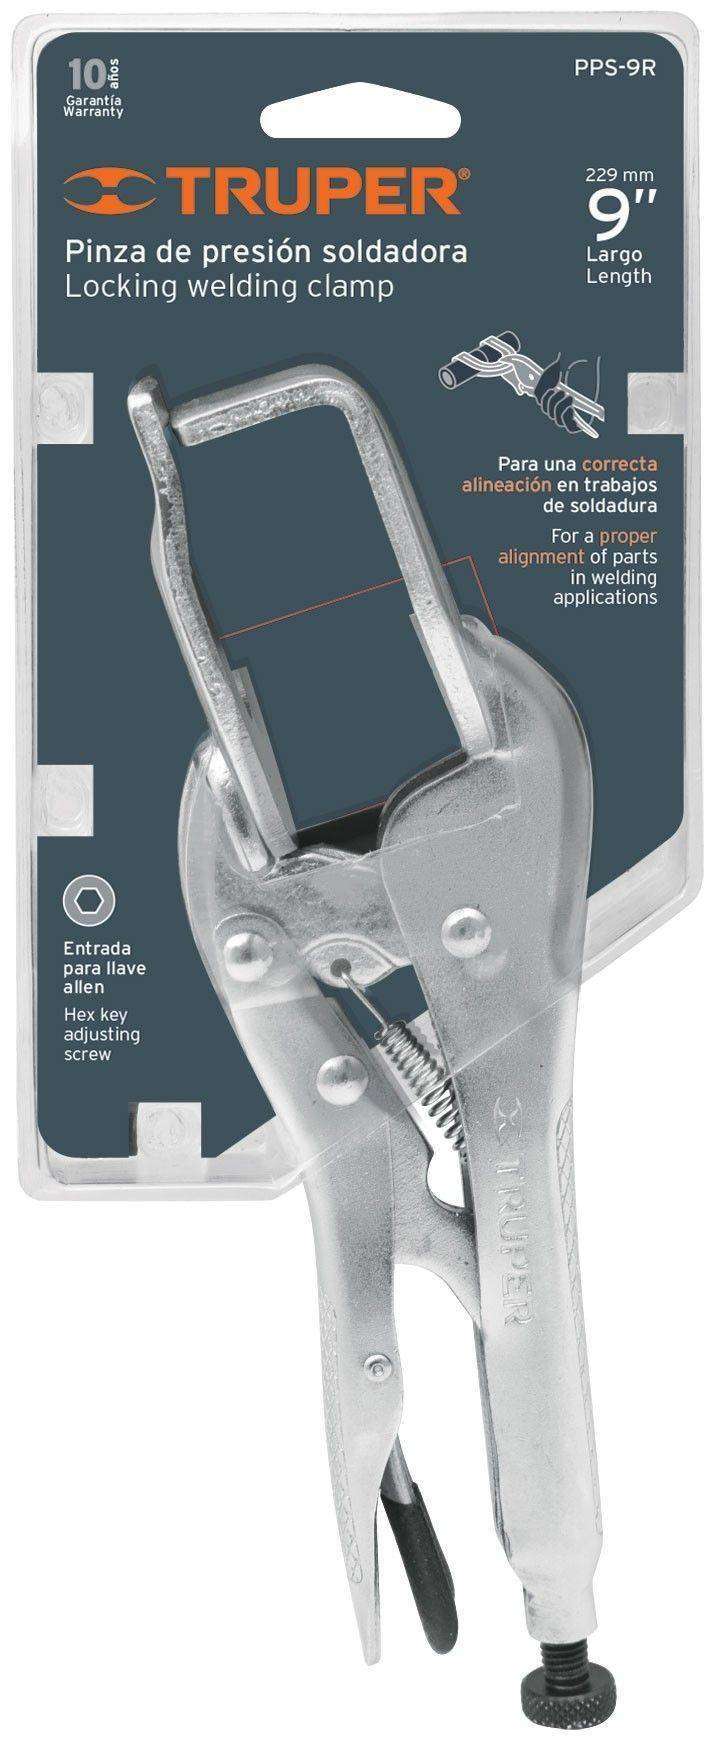 10 años
Garantía
Warranty
PPS-9R
TRUPER®
Pinza de presión soldadora
Locking welding clamp
229 mm
9"
Largo
Length
Para una correcta
alineación en trabajos
de soldadura
For a proper
alignment of parts
in welding
applications
Entrada
para llave
allen
Hex key
adjusting
screw
TRUPER